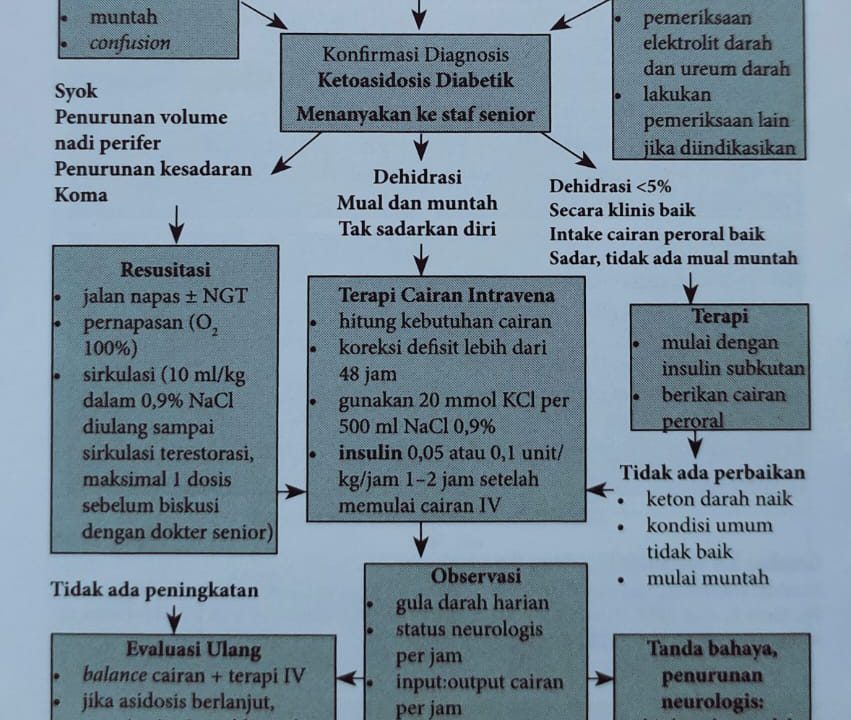 muntah
confusion
Konfirmasi Diagnosis
Ketoasidosis Diabetik
Menanyakan ke staf senior
pemeriksaan
elektrolit darah
dan ureum darah
lakukan
pemeriksaan lain
jika diindikasikan
Syok
Penurunan volume
nadi perifer
Penurunan kesadaran
Koma
Dehidrasi
Mual dan muntah
Tak sadarkan diri
Dehidrasi <5%
Secara klinis baik
Intake cairan peroral baik
Sadar, tidak ada mual muntah
Resusitasi
jalan napas ± NGT
pernapasan (O₂
100%)
sirkulasi (10 ml/kg
dalam 0,9% NaCl
diulang sampai
sirkulasi terestorasi,
maksimal 1 dosis
sebelum biskusi
dengan dokter senior)
Terapi Cairan Intravena
hitung kebutuhan cairan
koreksi defisit lebih dari
48 jam
gunakan 20 mmol KCl per
500 ml NaCl 0,9%
insulin 0,05 atau 0,1 unit/
kg/jam 1–2 jam setelah
memulai cairan IV
Terapi
mulai dengan
insulin subkutan
berikan cairan
peroral
Tidak ada perbaikan
keton darah naik
kondisi umum
tidak baik
mulai muntah
Tidak ada peningkatan
Observasi
gula darah harian
status neurologis
per jam
input:output cairan
per jam
Evaluasi Ulang
balance cairan + terapi IV
jika asidosis berlanjut,
Tanda bahaya,
penurunan
neurologis: